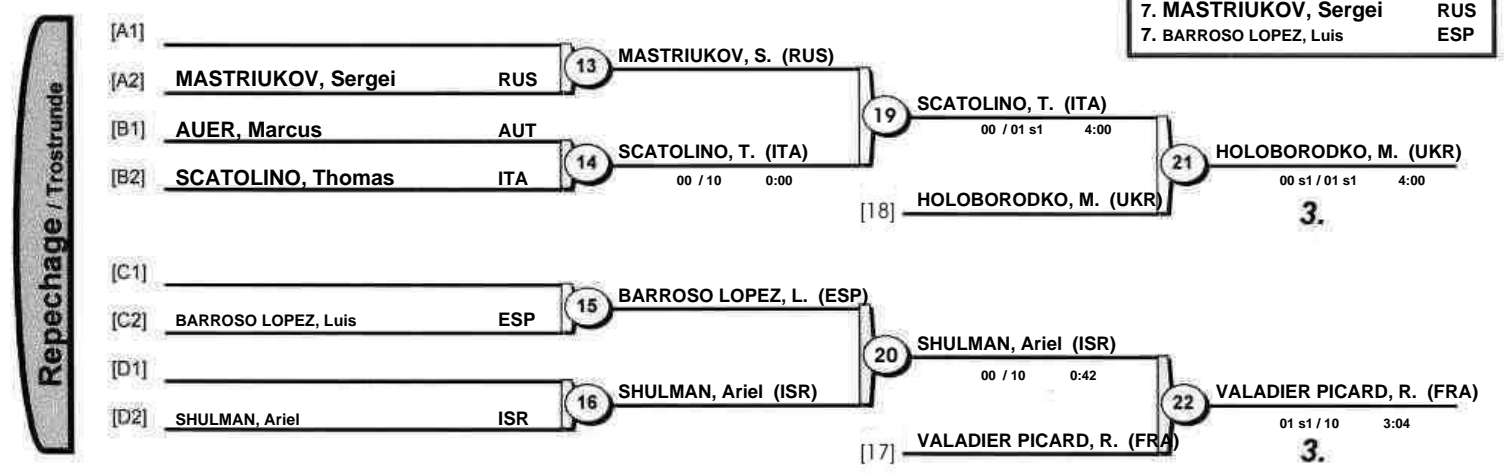 7. MASTRIUKOV, Sergei RUS
7. BARROSO LOPEZ, Luis ESP
Repechage / Trostrunde
[A1]
[A2] MASTRIUKOV, Sergei RUS
13 MASTRIUKOV, S. (RUS)
[B1] AUER, Marcus AUT
[B2] SCATOLINO, Thomas ITA
14 SCATOLINO, T. (ITA)
00 / 10 0:00
19 SCATOLINO, T. (ITA)
00 / 01 s1 4:00
[18] HOLOBORODKO, M. (UKR)
21 HOLOBORODKO, M. (UKR)
00 s1 / 01 s1 4:00
3.
[C1]
[C2] BARROSO LOPEZ, Luis ESP
15 BARROSO LOPEZ, L. (ESP)
[D1]
[D2] SHULMAN, Ariel ISR
16 SHULMAN, Ariel (ISR)
20 SHULMAN, Ariel (ISR)
00 / 10 0:42
[17] VALADIER PICARD, R. (FRA)
22 VALADIER PICARD, R. (FRA)
01 s1 / 10 3:04
3.